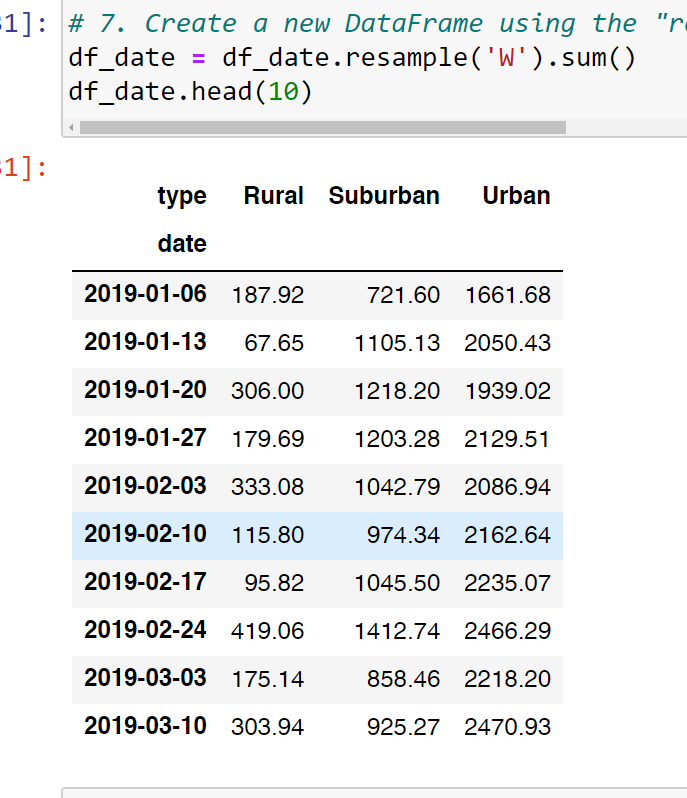 31]: # 7. Create a new DataFrame using the "re
df_date = df_date.resample('W').sum()
df_date.head(10)
31]:
type Rural Suburban Urban
date
2019-01-06 187.92 721.60 1661.68
2019-01-13 67.65 1105.13 2050.43
2019-01-20 306.00 1218.20 1939.02
2019-01-27 179.69 1203.28 2129.51
2019-02-03 333.08 1042.79 2086.94
2019-02-10 115.80 974.34 2162.64
2019-02-17 95.82 1045.50 2235.07
2019-02-24 419.06 1412.74 2466.29
2019-03-03 175.14 858.46 2218.20
2019-03-10 303.94 925.27 2470.93